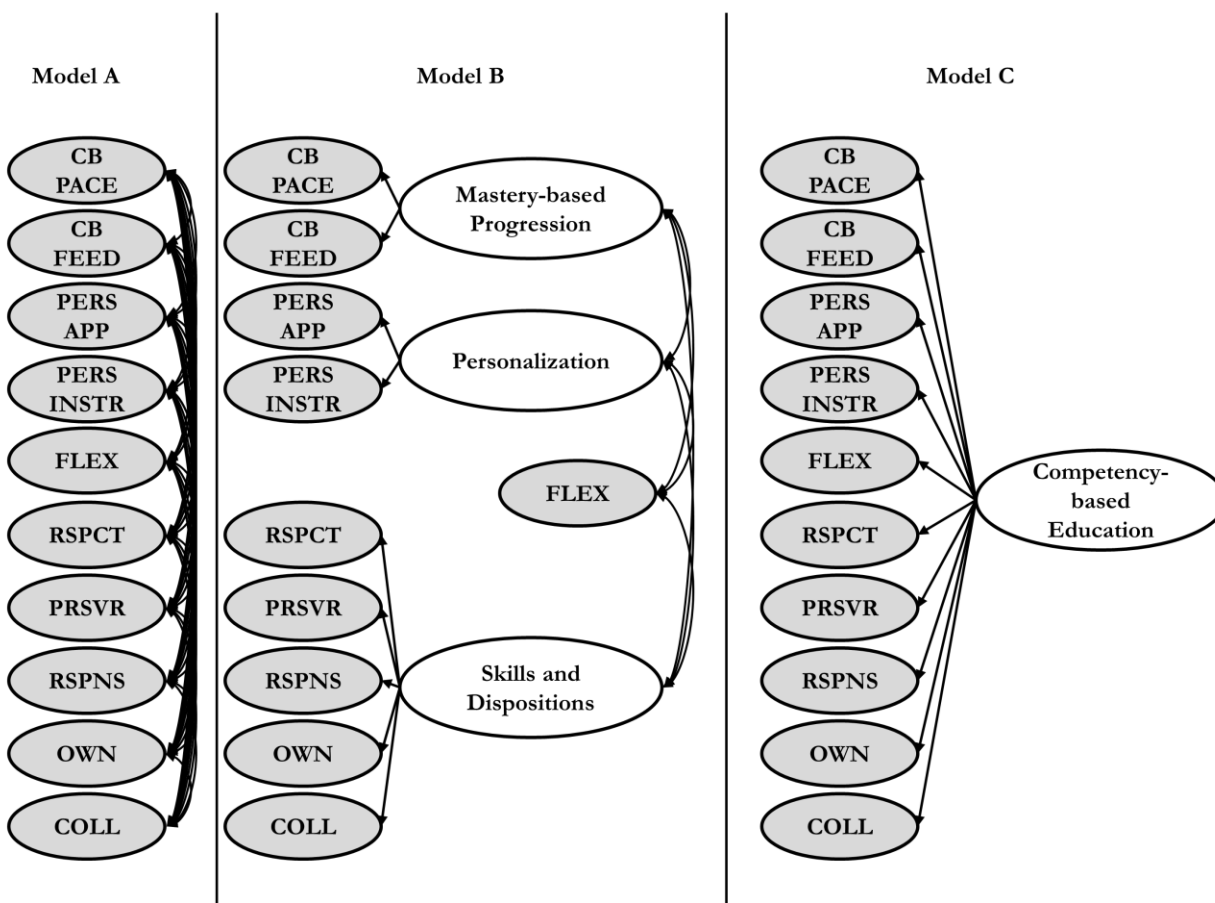 Model A
CB
PACE
CB
FEED
PERS
APP
PERS
INSTR
FLEX
RSPCT
PRSVR
RSPNS
OWN
COLL
Model B
CB
PACE
CB
FEED
PERS
APP
PERS
INSTR
RSPCT
PRSVR
RSPNS
OWN
COLL
Mastery-based
Progression
Personalization
FLEX
Skills and
Dispositions
Model C
CB
PACE
CB
FEED
PERS
APP
PERS
INSTR
FLEX
RSPCT
PRSVR
RSPNS
OWN
COLL
Competency-
based
Education